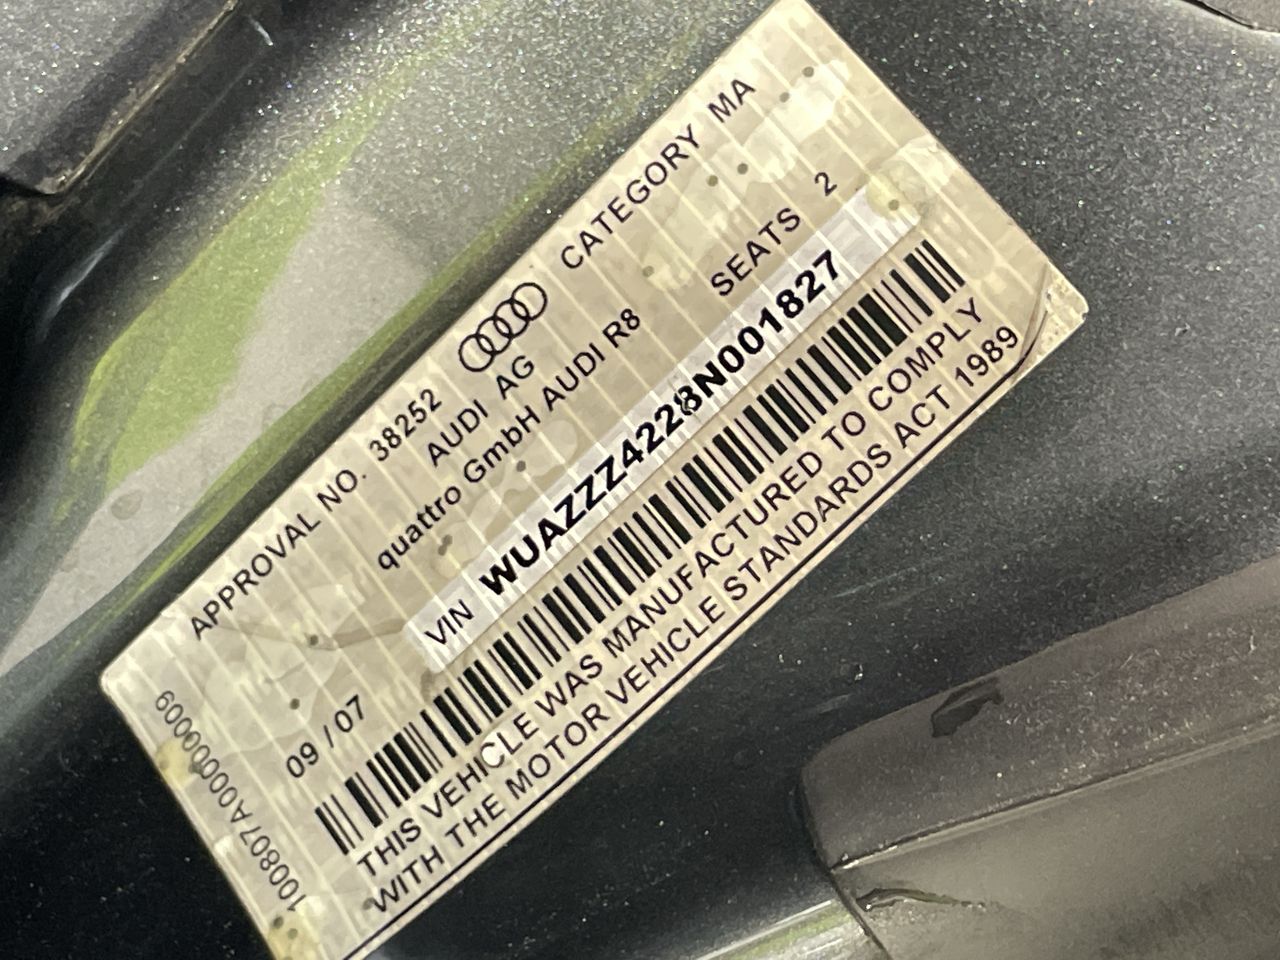 APPROVAL NO. 38252 CATEGORY MA
AUDI AG
quattro GmbH AUDI R8 SEATS 2
VIN WUAZZZ4228N001827
09 / 07
THIS VEHICLE WAS MANUFACTURED TO COMPLY
WITH THE MOTOR VEHICLE STANDARDS ACT 1989
100807A00000009